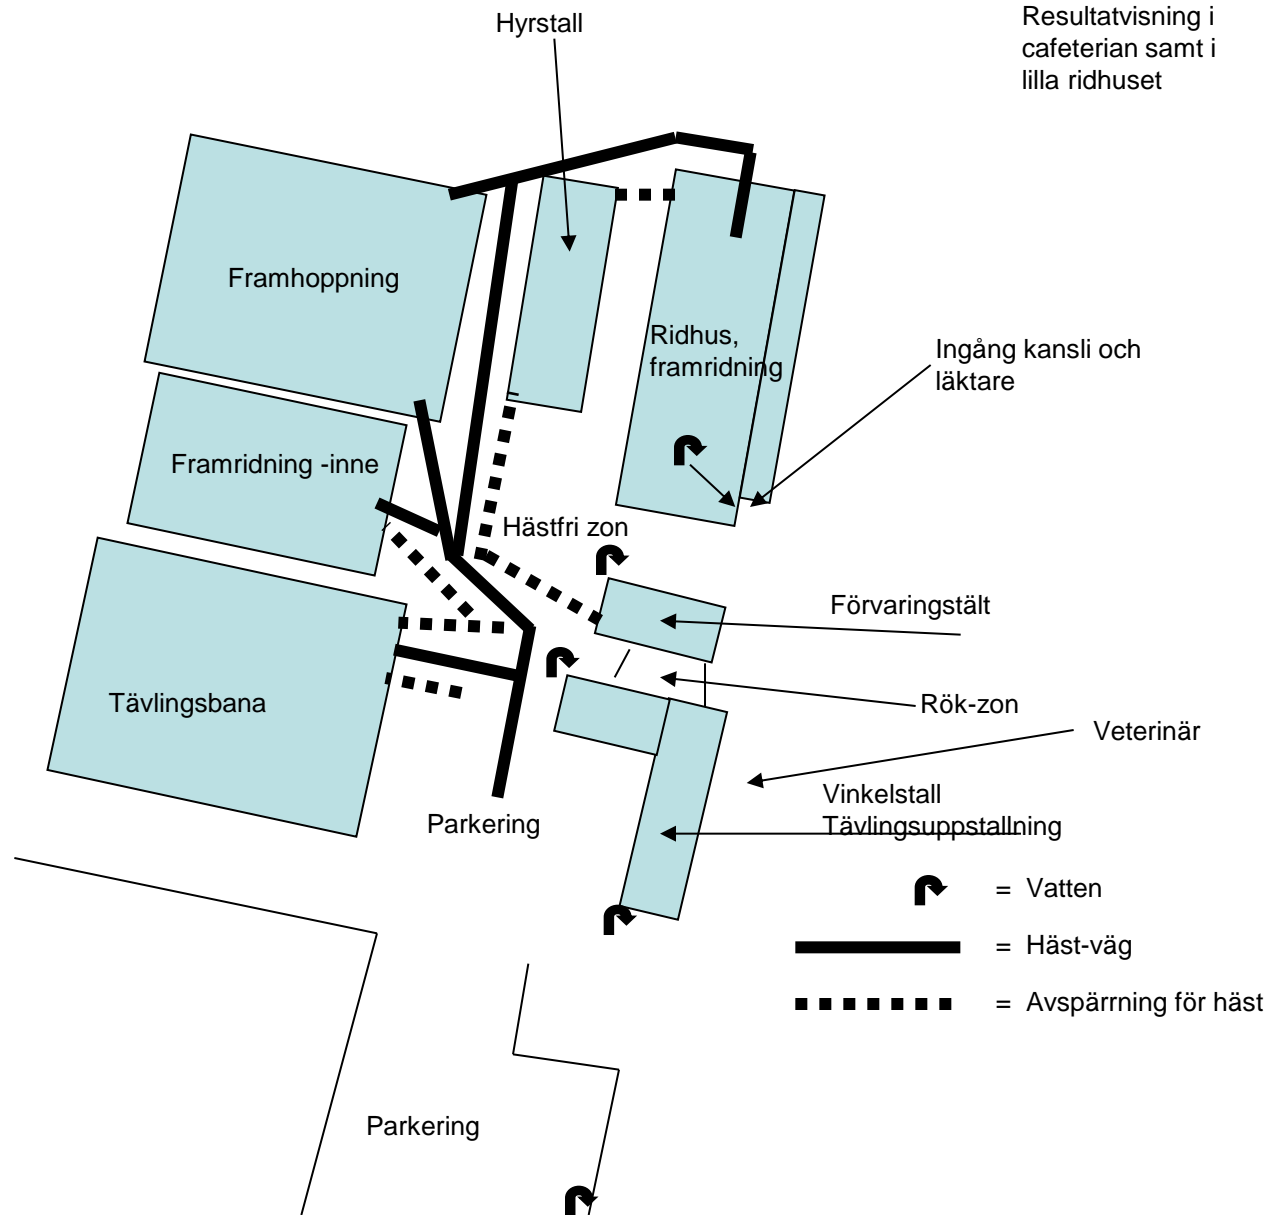 Hyrstall
Resultatvisning i
cafeterian samt i
lilla ridhuset
Framhoppning
Ridhus,
framridning
Ingång kansli och
läktare
Framridning -inne
Hästfri zon
Förvaringstält
Tävlingsbana
Rök-zon
Veterinär
Vinkelstall
Tävlingsuppstallning
Parkering
= Vatten
= Häst-väg
= Avspärrning för häst
Parkering